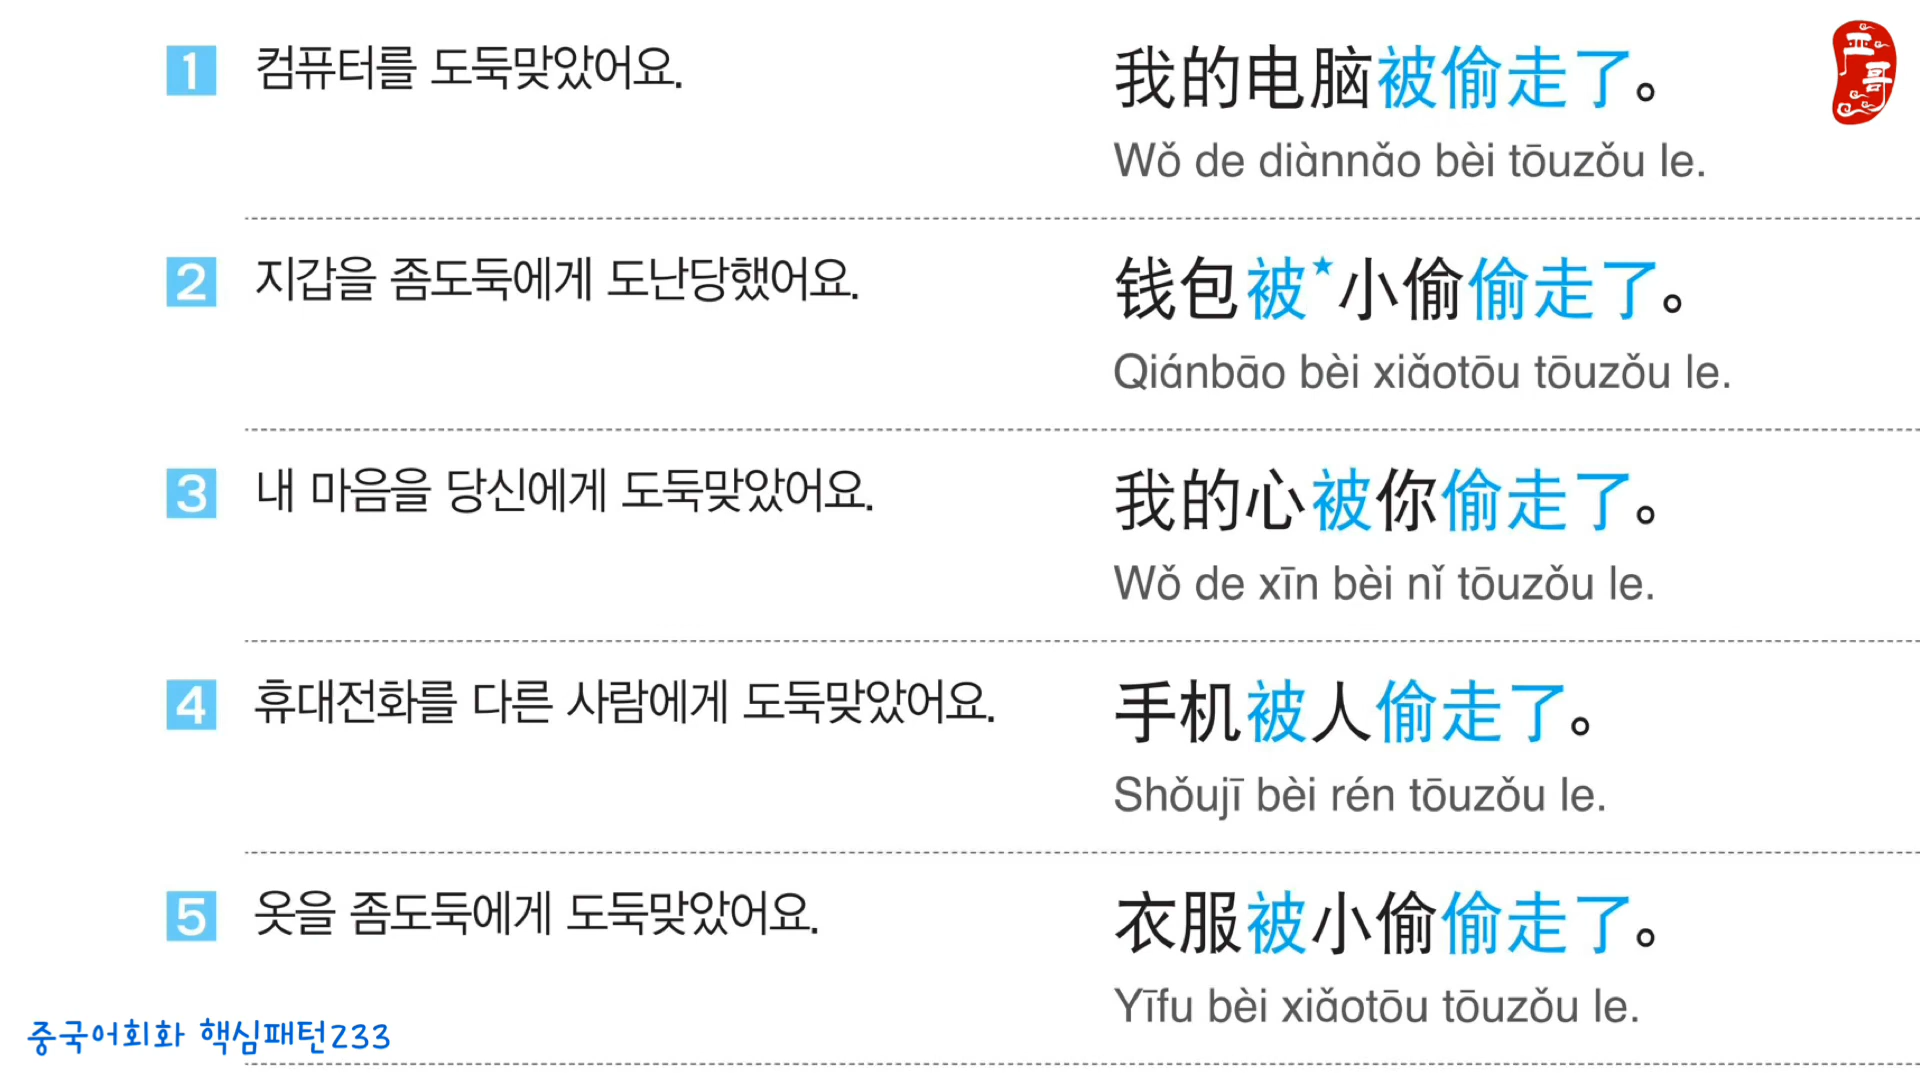 1 컴퓨터를 도둑맞았어요. 我的电脑被偷走了。
Wǒ de diànnǎo bèi tōuzǒu le.
2 지갑을 좀도둑에게 도난당했어요. 钱包被★小偷偷走了。
Qiánbāo bèi xiǎotōu tōuzǒu le.
3 내 마음을 당신에게 도둑맞았어요. 我的心被你偷走了。
Wǒ de xīn bèi nǐ tōuzǒu le.
4 휴대전화를 다른 사람에게 도둑맞았어요. 手机被人偷走了。
Shǒujī bèi rén tōuzǒu le.
5 옷을 좀도둑에게 도둑맞았어요. 衣服被小偷偷走了。
Yīfu bèi xiǎotōu tōuzǒu le.
중국어회화 핵심패턴233